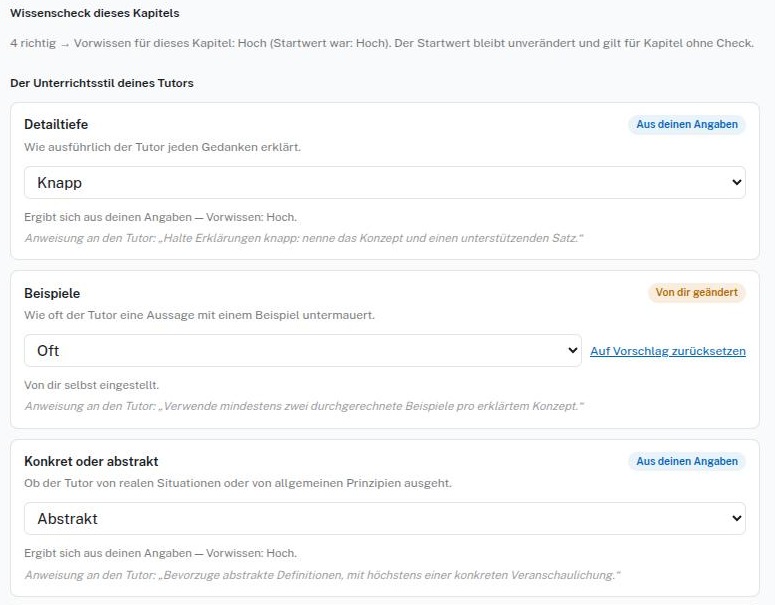 Wissenscheck dieses Kapitels
4 richtig → Vorwissen für dieses Kapitel: Hoch (Startwert war: Hoch). Der Startwert bleibt unverändert und gilt für Kapitel ohne Check.
Der Unterrichtsstil deines Tutors
Detailtiefe
Aus deinen Angaben
Wie ausführlich der Tutor jeden Gedanken erklärt.
Knapp
Ergibt sich aus deinen Angaben — Vorwissen: Hoch.
Anweisung an den Tutor: „Halte Erklärungen knapp: nenne das Konzept und einen unterstützenden Satz.“
Beispiele
Von dir geändert
Wie oft der Tutor eine Aussage mit einem Beispiel untermauert.
Oft
Auf Vorschlag zurücksetzen
Von dir selbst eingestellt.
Anweisung an den Tutor: „Verwende mindestens zwei durchgerechnete Beispiele pro erklärtem Konzept.“
Konkret oder abstrakt
Aus deinen Angaben
Ob der Tutor von realen Situationen oder von allgemeinen Prinzipien ausgeht.
Abstrakt
Ergibt sich aus deinen Angaben — Vorwissen: Hoch.
Anweisung an den Tutor: „Bevorzuge abstrakte Definitionen, mit höchstens einer konkreten Veranschaulichung.“